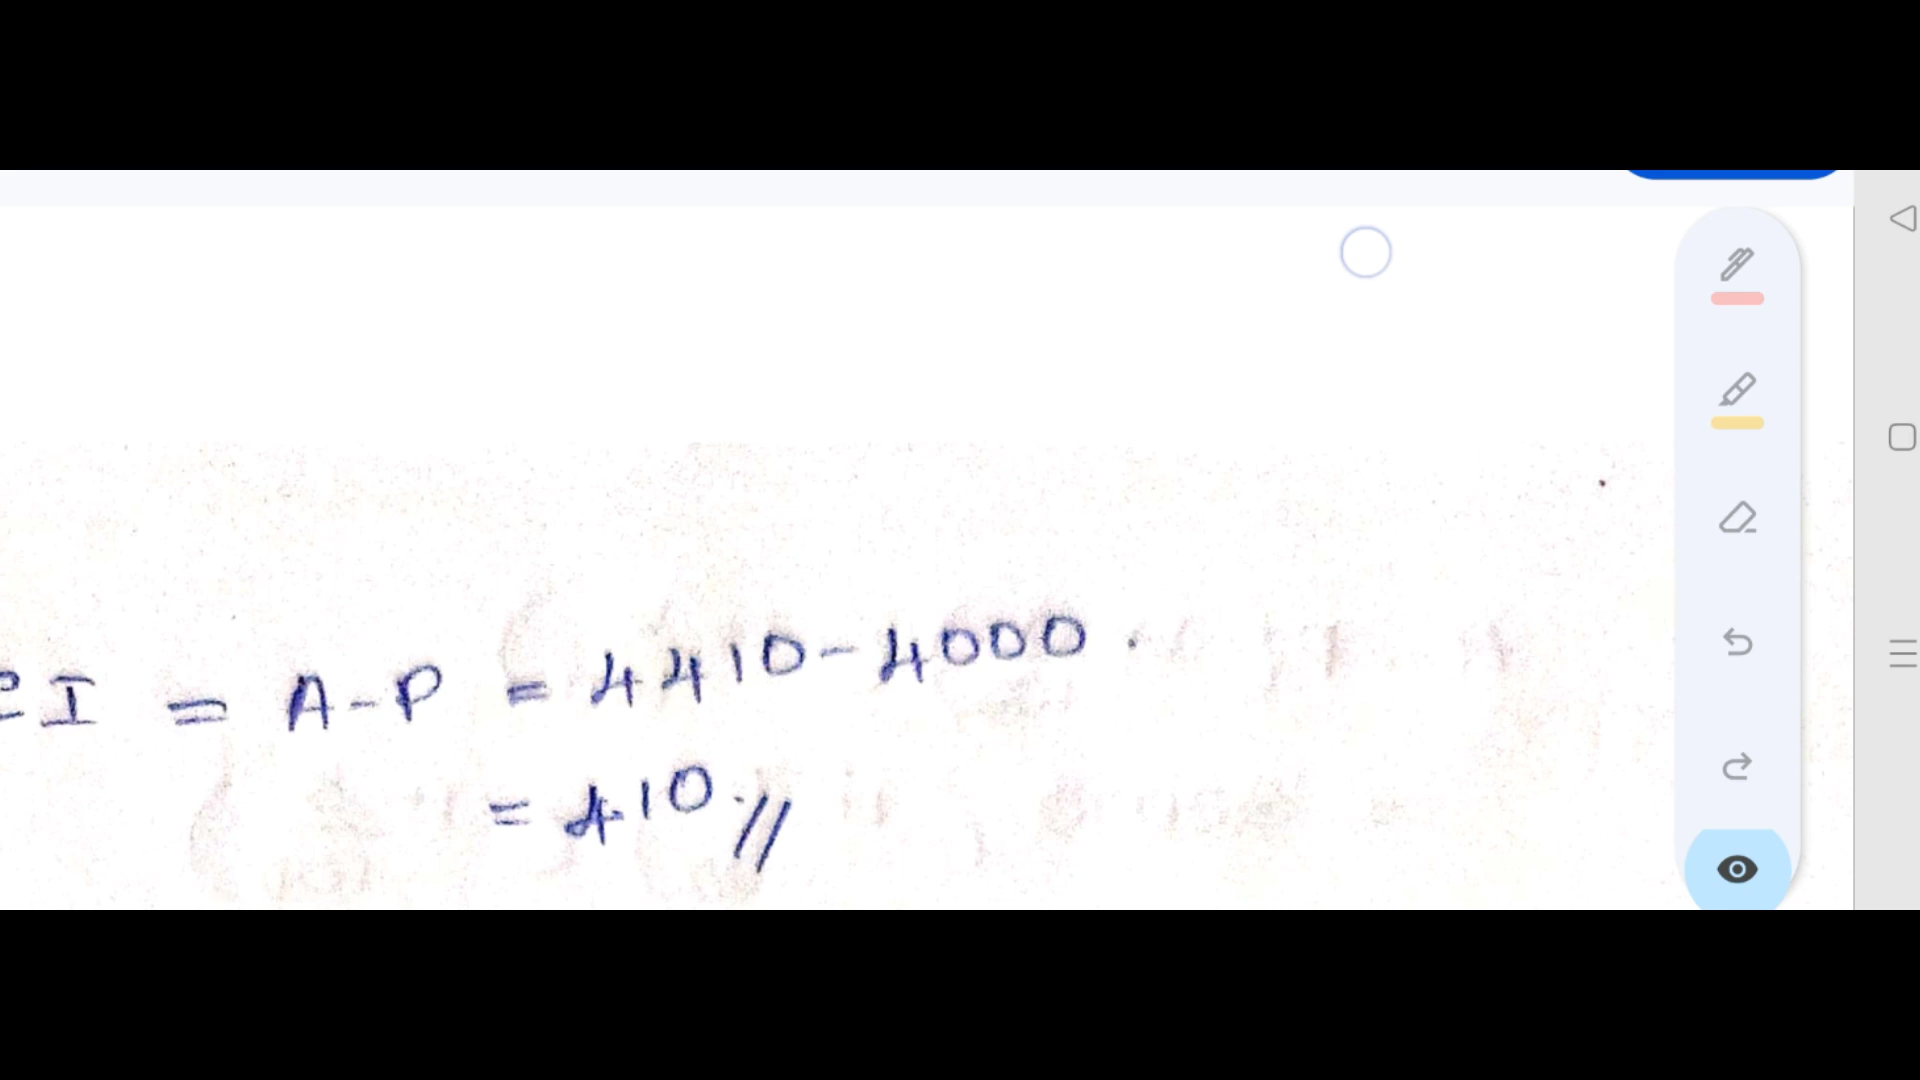 I = A-P = 4410-4000.
= 410.//